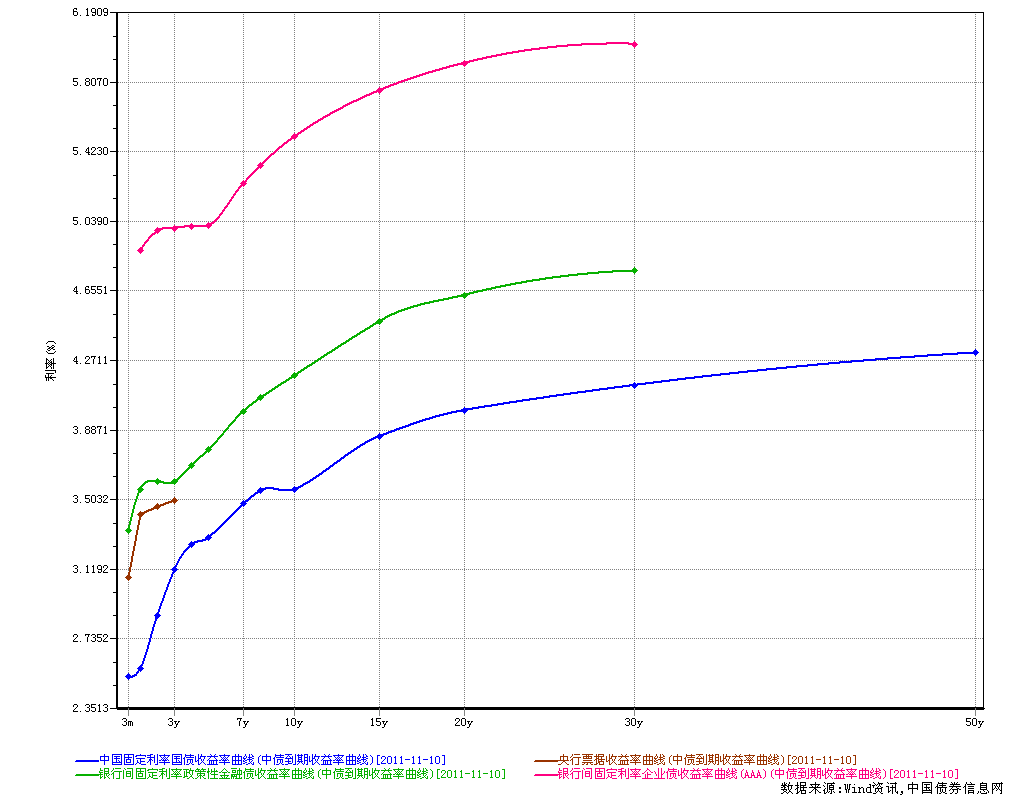 6.1909
5.8070
5.4230
5.0390
4.6551
4.2711
3.8871
3.5032
3.1192
2.7352
2.3513
利率(%)
3m 3y 7y 10y 15y 20y 30y 50y
中国固定利率国债收益率曲线(中债到期收益率曲线)[2011-11-10] 央行票据收益率曲线(中债到期收益率曲线)[2011-11-10]
银行间固定利率政策性金融债收益率曲线(中债到期收益率曲线)[2011-11-10] 银行间固定利率企业债收益率曲线(AAA)(中债到期收益率曲线)[2011-11-10]
数据来源:Wind资讯,中国债券信息网